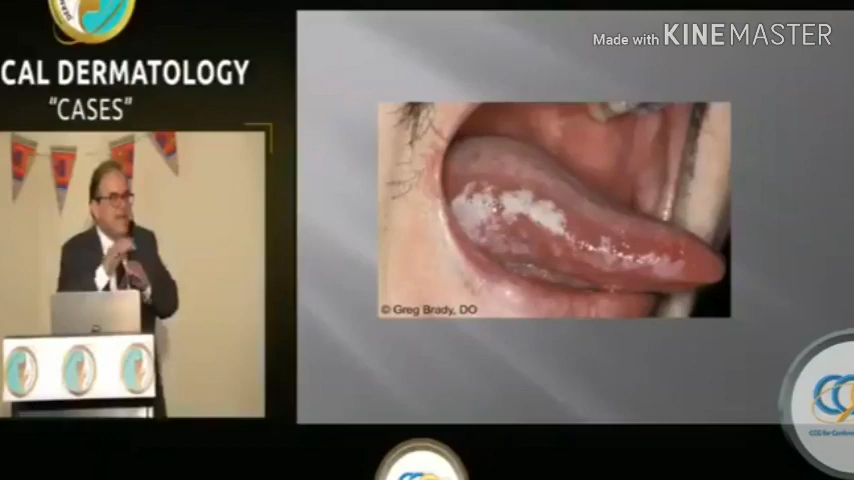 Made with KINEMASTER
CAL DERMATOLOGY
"CASES"
© Greg Brady, DO